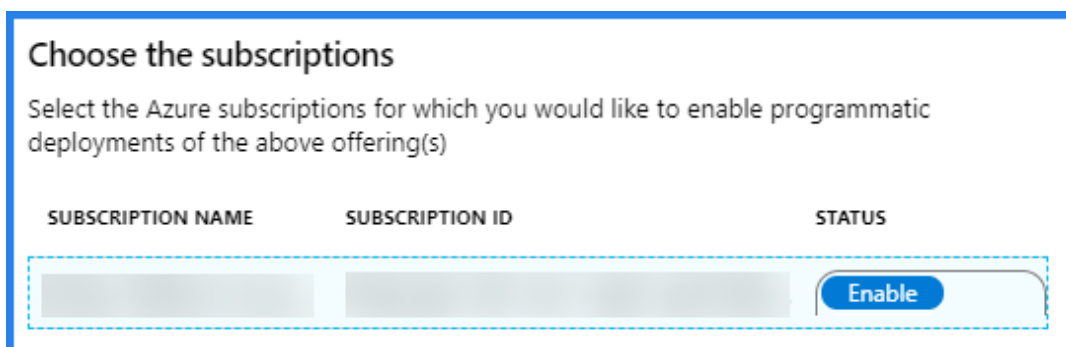 Choose the subscriptions
Select the Azure subscriptions for which you would like to enable programmatic
deployments of the above offering(s)
SUBSCRIPTION NAME SUBSCRIPTION ID STATUS
Enable